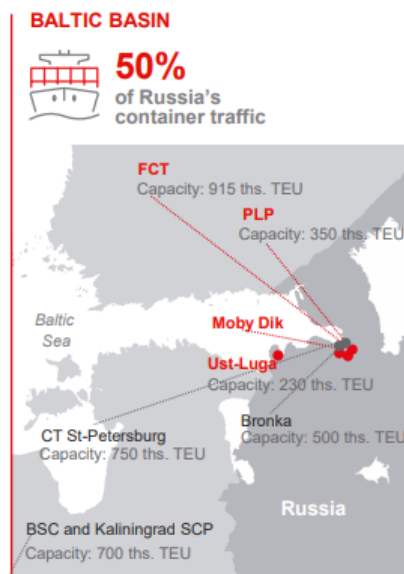 BALTIC BASIN
50%
of Russia's
container traffic
FCT
Capacity: 915 ths. TEU
PLP
Capacity: 350 ths. TEU
Baltic
Sea
Moby Dik
Ust-Luga
Capacity: 230 ths. TEU
CT St-Petersburg
Capacity: 750 ths. TEU
Bronka
Capacity: 500 ths. TEU
Russia
BSC and Kaliningrad SCP
Capacity: 700 ths. TEU